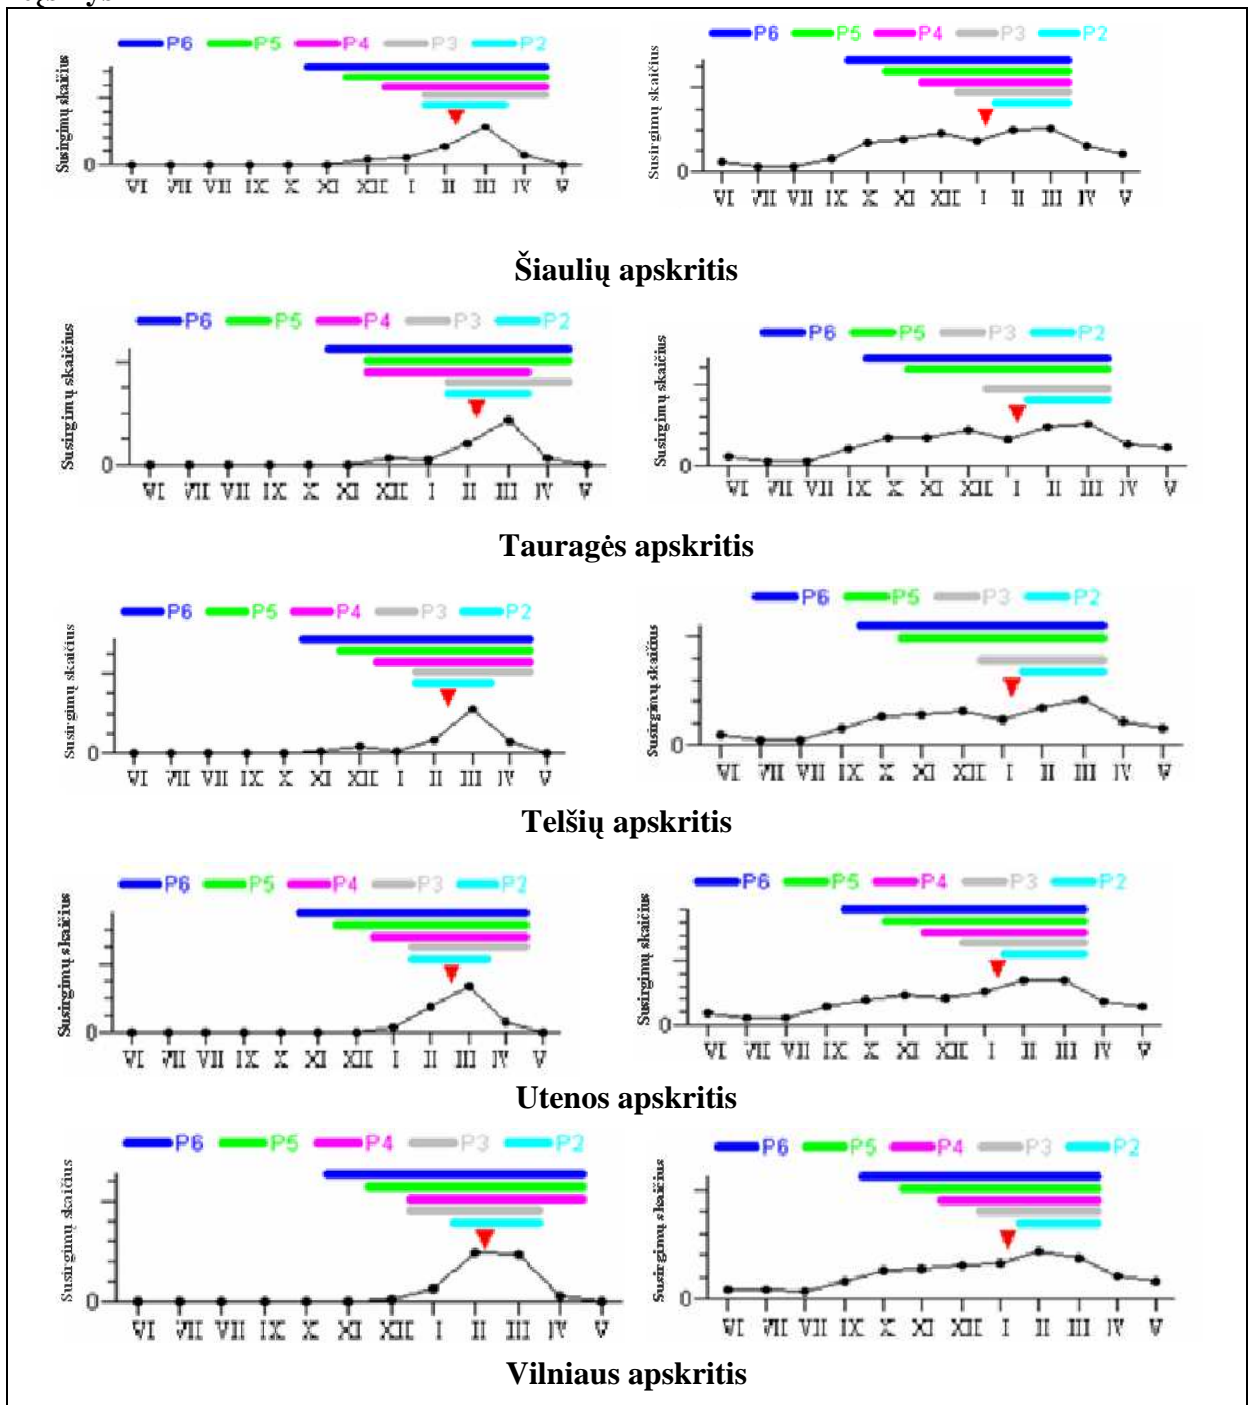 P6 P5 P4 P3 P2
Susirgimų skaičius
0
VI VII VII IX X XI XII I II III IV V
P6 P5 P4 P3 P2
Susirgimų skaičius
0
VI VII VII IX X XI XII I II III IV V
Šiaulių apskritis
P6 P5 P4 P3 P2
Susirgimų skaičius
0
VI VII VII IX X XI XII I II III IV V
P6 P5 P3 P2
Susirgimų skaičius
0
VI VII VII IX X XI XII I II III IV V
Tauragės apskritis
P6 P5 P4 P3 P2
Susirgimų skaičius
0
VI VII VII IX X XI XII I II III IV V
P6 P5 P3 P2
Susirgimų skaičius
0
VI VII VII IX X XI XII I II III IV V
Telšių apskritis
P6 P5 P4 P3 P2
Susirgimų skaičius
0
VI VII VII IX X XI XII I II III IV V
P6 P5 P4 P3 P2
Susirgimų skaičius
0
VI VII VII IX X XI XII I II III IV V
Utenos apskritis
P6 P5 P4 P3 P2
Susirgimų skaičius
0
VI VII VII IX X XI XII I II III IV V
P6 P5 P4 P3 P2
Susirgimų skaičius
0
VI VII VII IX X XI XII I II III IV V
Vilniaus apskritis